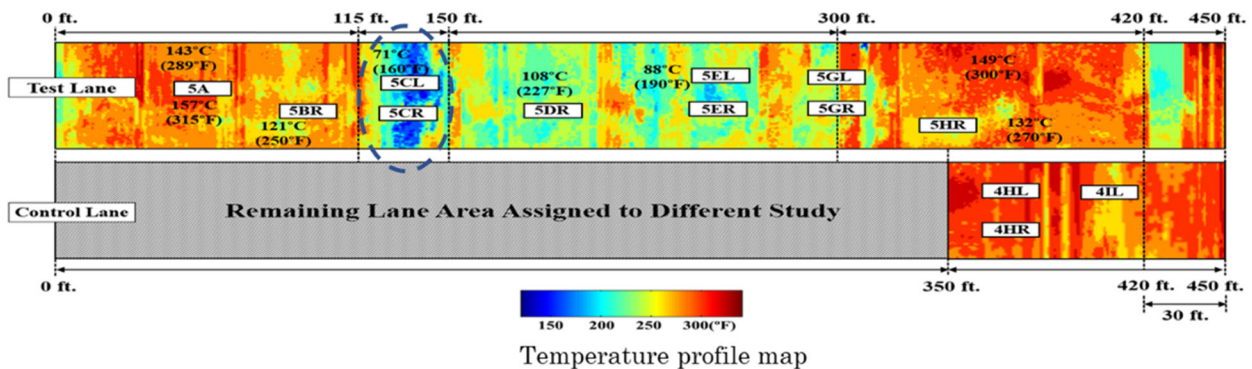 0 ft. 115 ft. 150 ft. 300 ft. 420 ft. 450 ft.
Test Lane
143°C
(289°F)
5A
157°C
(315°F)
5BR
121°C
(250°F)
71°C
(160°F)
5CL
5CR
108°C
(227°F)
5DR
88°C
(190°F)
5EL
5ER
5GL
5GR
149°C
(300°F)
5HR
132°C
(270°F)
Control Lane
Remaining Lane Area Assigned to Different Study
4HL
4HR
4IL
0 ft. 350 ft. 420 ft. 450 ft.
30 ft.
150 200 250 300(°F)
Temperature profile map